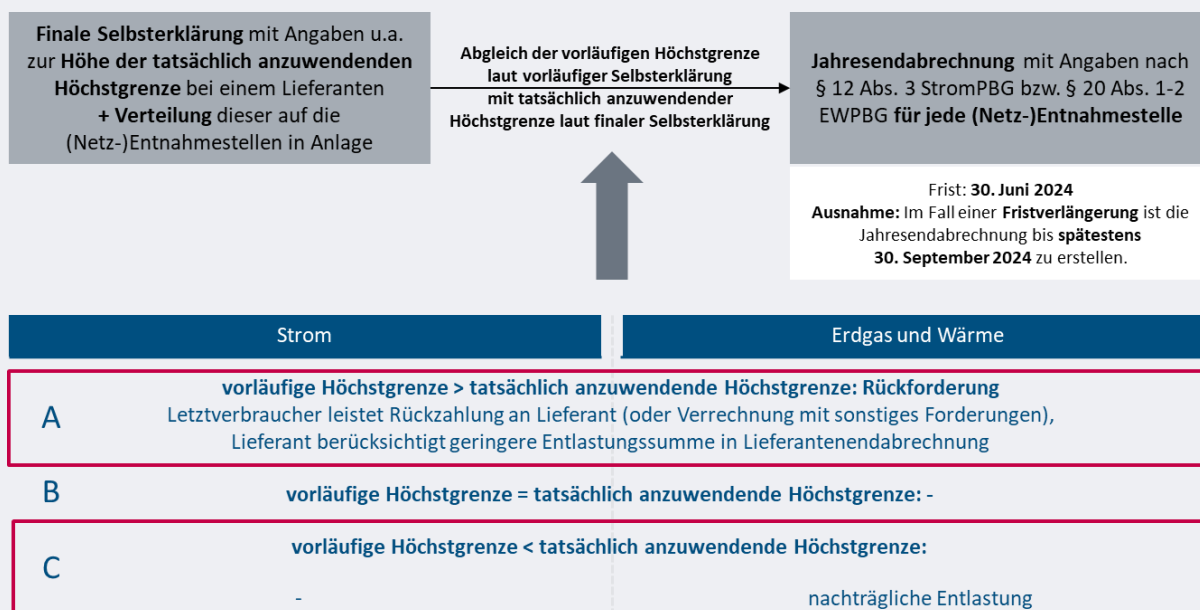 Finale Selbsterklärung mit Angaben u.a.
zur Höhe der tatsächlich anzuwendenden
Höchstgrenze bei einem Lieferanten
+ Verteilung dieser auf die
(Netz-)Entnahmestellen in Anlage
Abgleich der vorläufigen Höchstgrenze
laut vorläufiger Selbsterklärung
mit tatsächlich anzuwendender
Höchstgrenze laut finaler Selbsterklärung
Jahresendabrechnung mit Angaben nach
§ 12 Abs. 3 StromPBG bzw. § 20 Abs. 1-2
EWPBG für jede (Netz-)Entnahmestelle
Frist: 30. Juni 2024
Ausnahme: Im Fall einer Fristverlängerung ist die
Jahresendabrechnung bis spätestens
30. September 2024 zu erstellen.
Strom
Erdgas und Wärme
A
vorläufige Höchstgrenze > tatsächlich anzuwendende Höchstgrenze: Rückforderung
Letztverbraucher leistet Rückzahlung an Lieferant (oder Verrechnung mit sonstiges Forderungen),
Lieferant berücksichtigt geringere Entlastungssumme in Lieferantenendabrechnung
B
vorläufige Höchstgrenze = tatsächlich anzuwendende Höchstgrenze: -
C
vorläufige Höchstgrenze < tatsächlich anzuwendende Höchstgrenze:
-
nachträgliche Entlastung